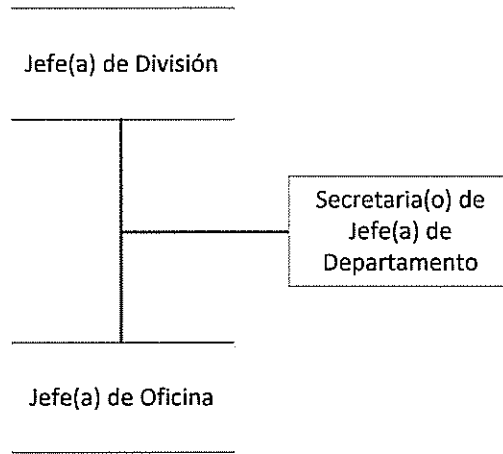 Jefe(a) de División
Secretaria(o) de
Jefe(a) de
Departamento
Jefe(a) de Oficina